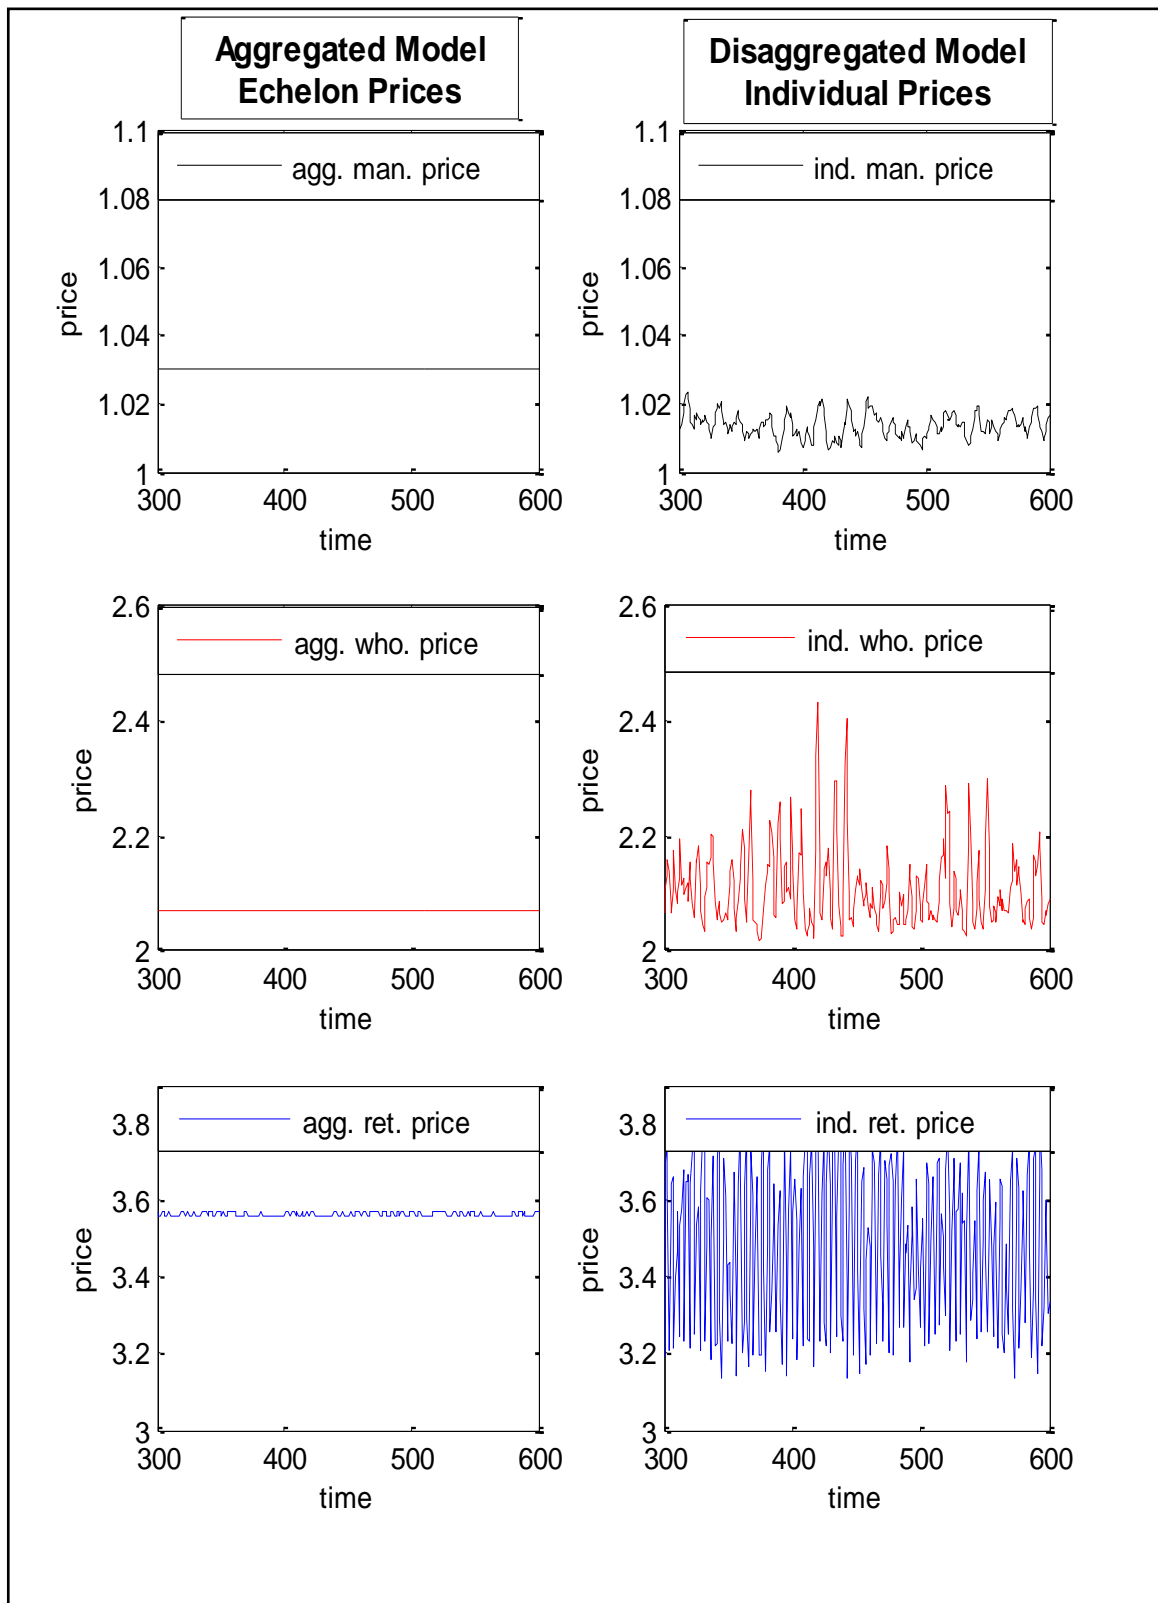 Aggregated Model
Echelon Prices
Disaggregated Model
Individual Prices
1.1
1.08
1.06
1.04
1.02
1
price
agg. man. price
300 400 500 600
time
1.1
1.08
1.06
1.04
1.02
1
price
ind. man. price
300 400 500 600
time
2.6
2.4
2.2
2
price
agg. who. price
300 400 500 600
time
2.6
2.4
2.2
2
price
ind. who. price
300 400 500 600
time
3.8
3.6
3.4
3.2
3
price
agg. ret. price
300 400 500 600
time
3.8
3.6
3.4
3.2
3
price
ind. ret. price
300 400 500 600
time